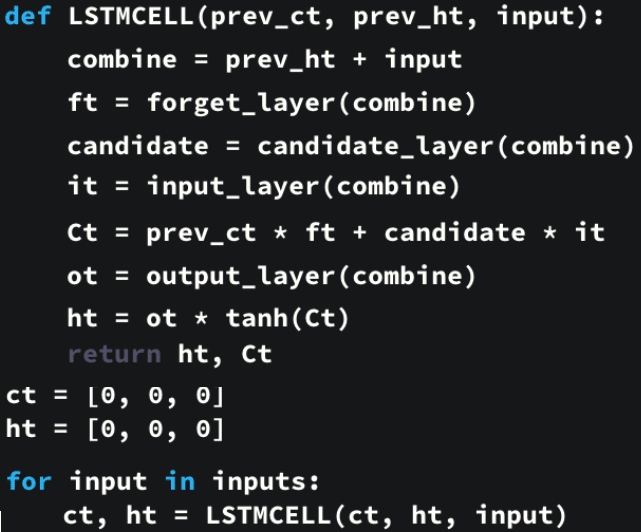 def LSTMCELL(prev_ct, prev_ht, input):
    combine = prev_ht + input
    ft = forget_layer(combine)
    candidate = candidate_layer(combine)
    it = input_layer(combine)
    Ct = prev_ct * ft + candidate * it
    ot = output_layer(combine)
    ht = ot * tanh(Ct)
    return ht, Ct
ct = [0, 0, 0]
ht = [0, 0, 0]
for input in inputs:
    ct, ht = LSTMCELL(ct, ht, input)